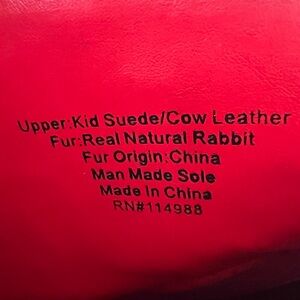 Upper:Kid Suede/Cow Leather
Fur:Real Natural Rabbit
Fur Origin:China
Man Made Sole
Made In China
RN#114988